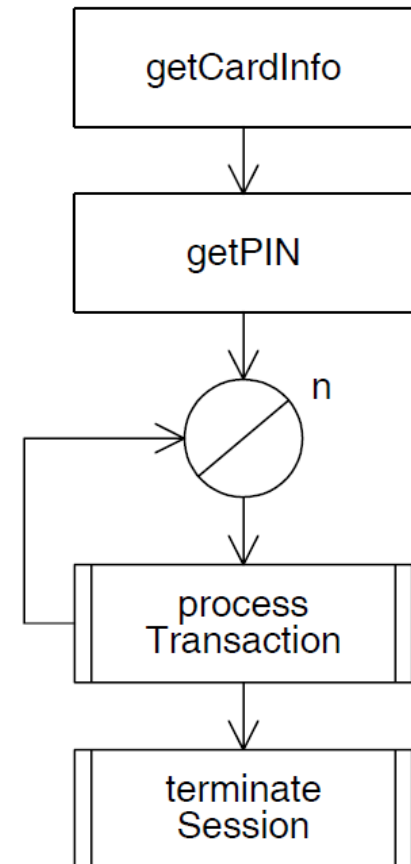 getCardInfo
getPIN
n
process
Transaction
terminate
Session